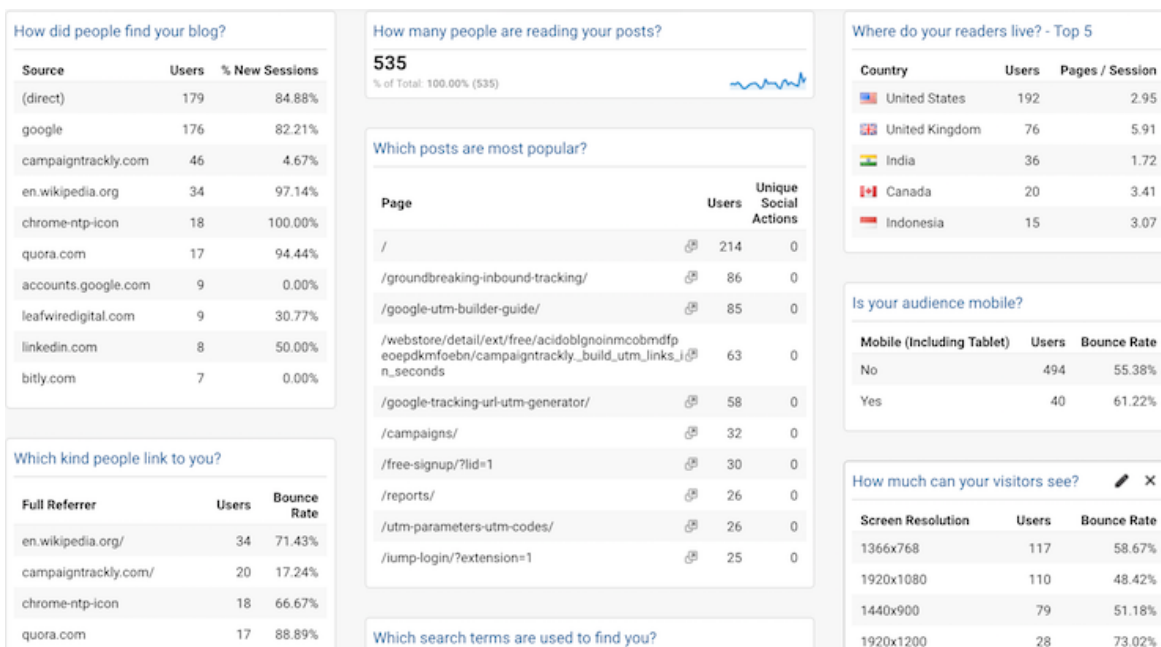 How did people find your blog?
Source Users % New Sessions
(direct) 179 84.88%
google 176 82.21%
campaigntrackly.com 46 4.67%
en.wikipedia.org 34 97.14%
chrome-ntp-icon 18 100.00%
quora.com 17 94.44%
accounts.google.com 9 0.00%
leafwiredigital.com 9 30.77%
linkedin.com 8 50.00%
bitly.com 7 0.00%
Which kind people link to you?
Full Referrer Users Bounce Rate
en.wikipedia.org/ 34 71.43%
campaigntrackly.com/ 20 17.24%
chrome-ntp-icon 18 66.67%
quora.com 17 88.89%
How many people are reading your posts?
535
% of Total: 100.00% (535)
Which posts are most popular?
Page Users Unique Social Actions
/ 214 0
/groundbreaking-inbound-tracking/ 86 0
/google-utm-builder-guide/ 85 0
/webstore/detail/ext/free/acidoblgnoinmcobmdfp
eoepdkmfoebn/campaigntrackly._build_utm_links_i 63 0
n_seconds
/google-tracking-url-utm-generator/ 58 0
/campaigns/ 32 0
/free-signup/?lid=1 30 0
/reports/ 26 0
/utm-parameters-utm-codes/ 26 0
/iump-login/?extension=1 25 0
Which search terms are used to find you?
Where do your readers live? - Top 5
Country Users Pages / Session
United States 192 2.95
United Kingdom 76 5.91
India 36 1.72
Canada 20 3.41
Indonesia 15 3.07
Is your audience mobile?
Mobile (Including Tablet) Users Bounce Rate
No 494 55.38%
Yes 40 61.22%
How much can your visitors see?
Screen Resolution Users Bounce Rate
1366x768 117 58.67%
1920x1080 110 48.42%
1440x900 79 51.18%
1920x1200 28 73.02%